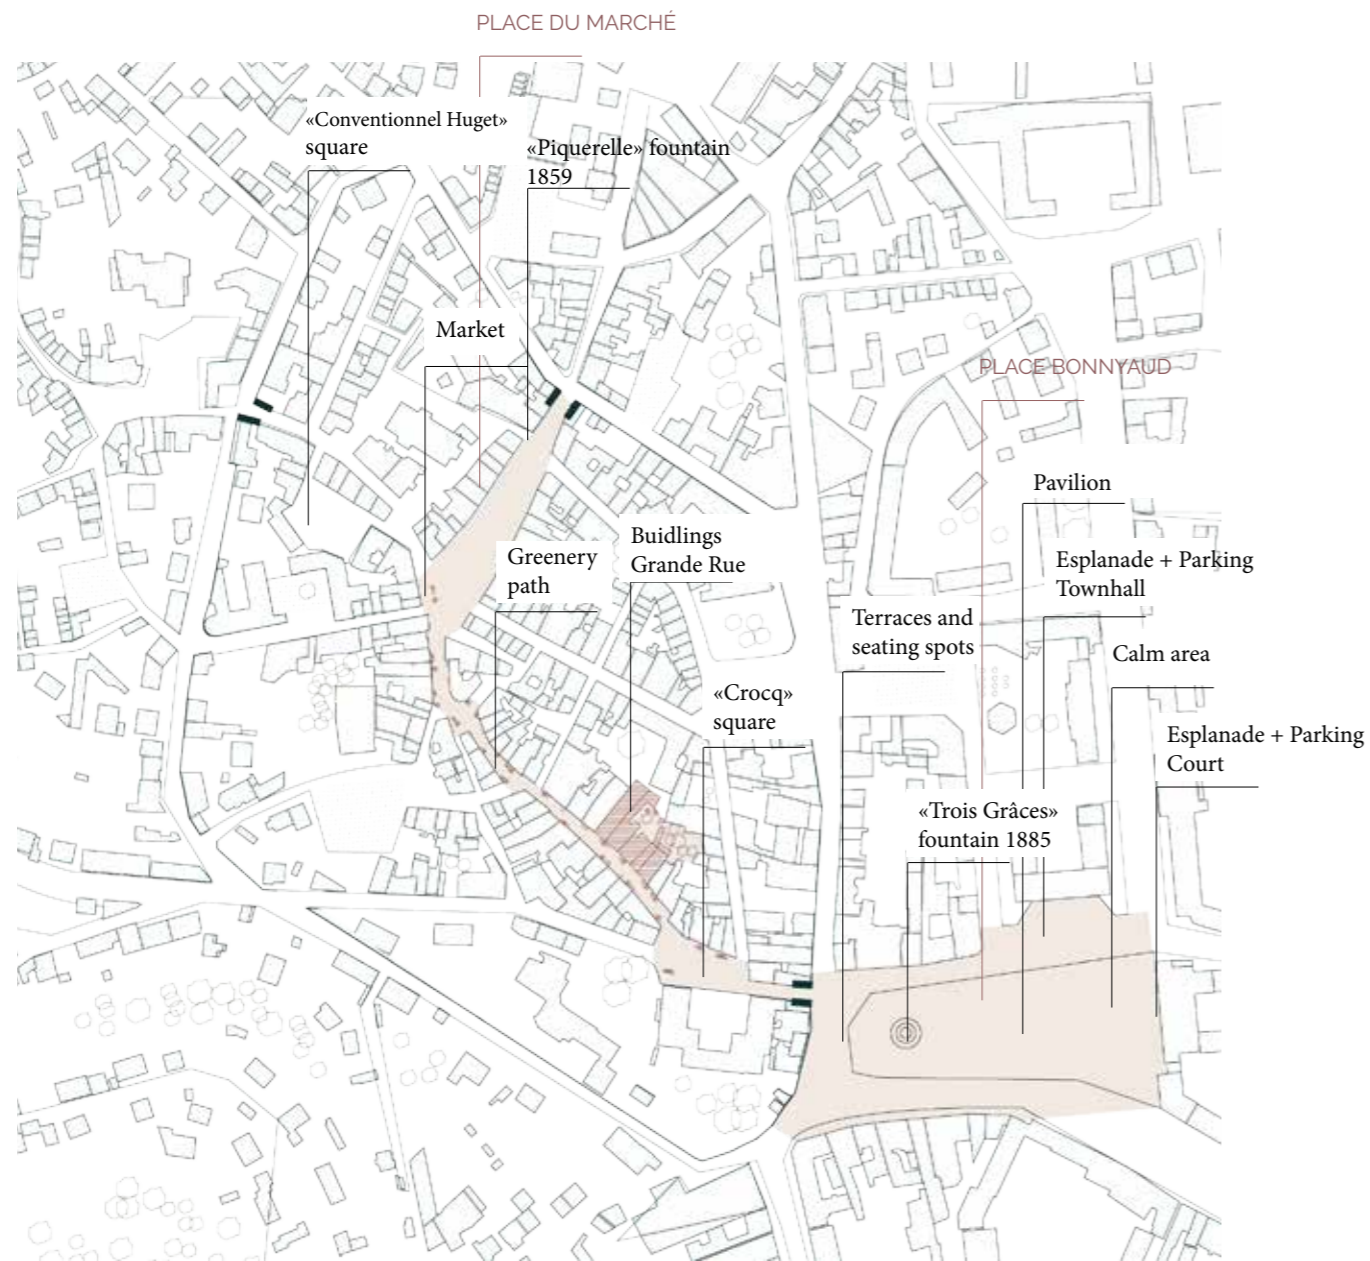 PLACE DU MARCHÉ
«Conventionnel Huget»
square
«Piquerelle» fountain
1859
Market
PLACE BONNYAUD
Pavilion
Buidlings
Grande Rue
Greenery
path
Esplanade + Parking
Townhall
Terraces and
seating spots
Calm area
«Crocq»
square
Esplanade + Parking
Court
«Trois Grâces»
fountain 1885